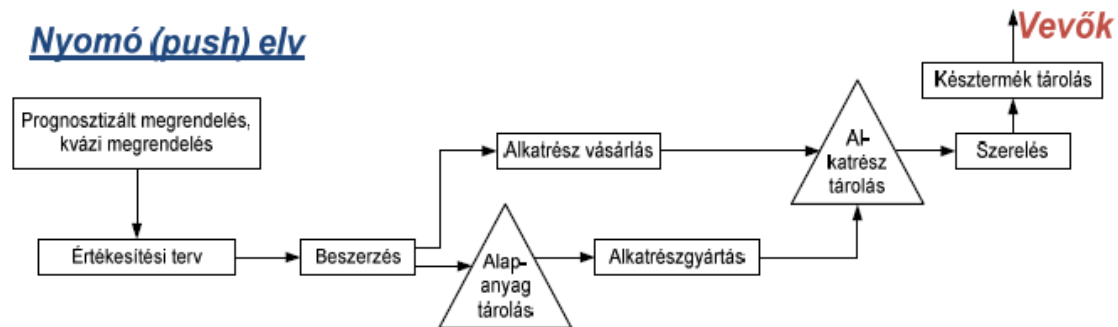 Nyomó (push) elv
Vevők
Késztermék tárolás
Prognosztizált megrendelés,
kvázi megrendelés
Alkatrész vásárlás
Al-
katrész
tárolás
Szerelés
Értékesítési terv
Beszerzés
Alap-
anyag
tárolás
Alkatrészgyártás